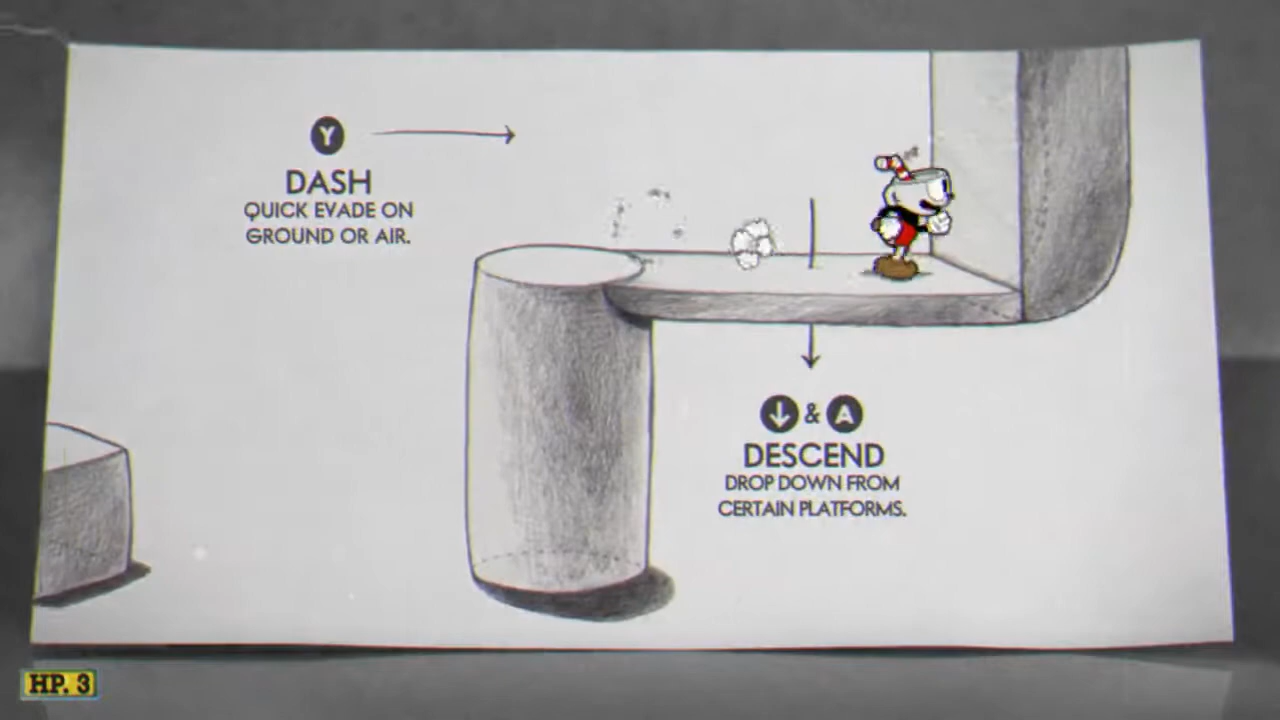 Y
DASH
QUICK EVADE ON
GROUND OR AIR.
↓ & A
DESCEND
DROP DOWN FROM
CERTAIN PLATFORMS.
HP. 3